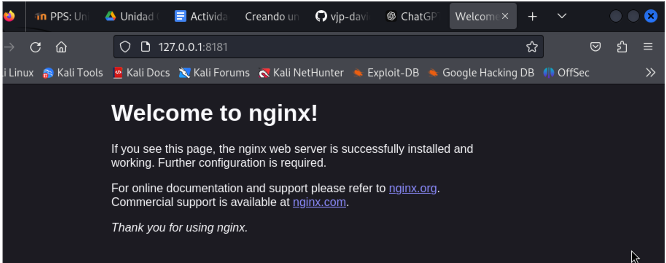 PPS: Un
Unidad
Activida
Creando un
vjp-davi
ChatGP
Welcome
127.0.0.1:8181
Linux
Kali Tools
Kali Docs
Kali Forums
Kali NetHunter
Exploit-DB
Google Hacking DB
OffSec
Welcome to nginx!
If you see this page, the nginx web server is successfully installed and
working. Further configuration is required.
For online documentation and support please refer to nginx.org.
Commercial support is available at nginx.com.
Thank you for using nginx.